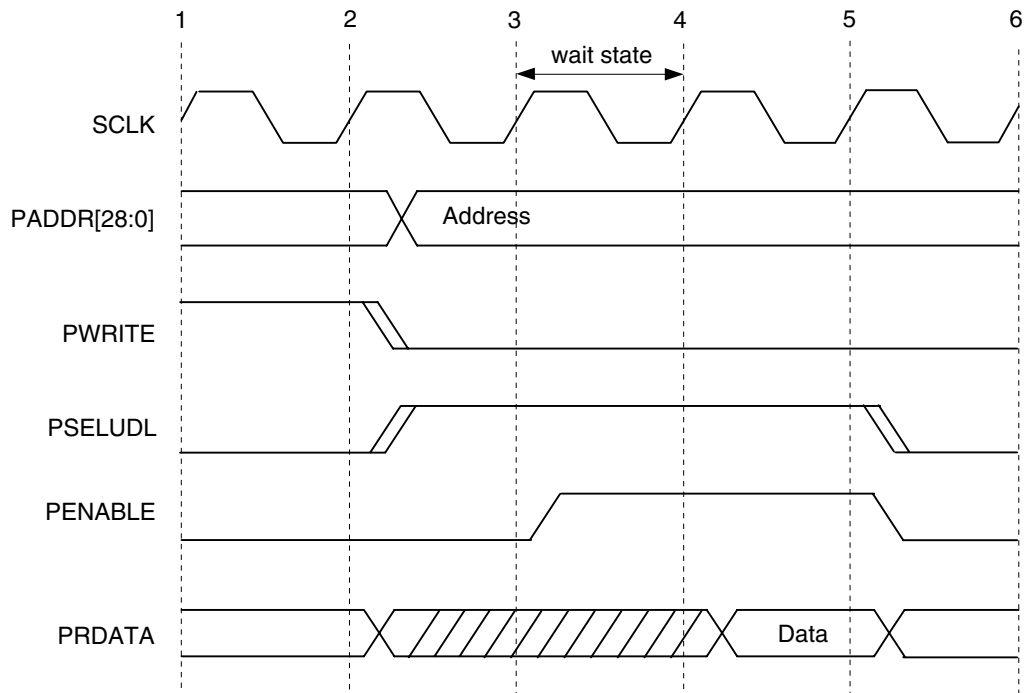 1 2 3 4 5 6
wait state
SCLK
PADDR[28:0]
Address
PWRITE
PSELUDL
PENABLE
PRDATA
Data